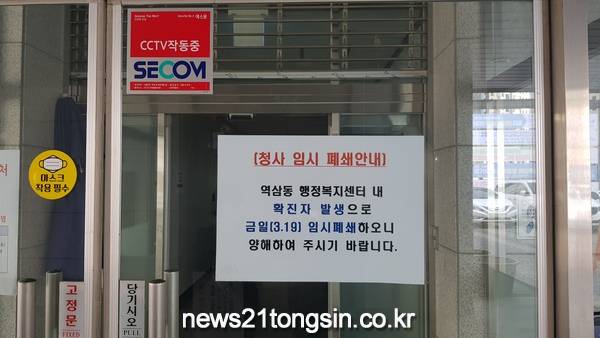 CCTV작동중
SECOM
마스크
착용 필수
[청사 임시 폐쇄안내]
역삼동 행정복지센터 내
확진자 발생으로
금일(3.19) 임시폐쇄하오니
양해하여 주시기 바랍니다.
고정문
FIXED
당기시오
PULL
news21tongsin.co.kr